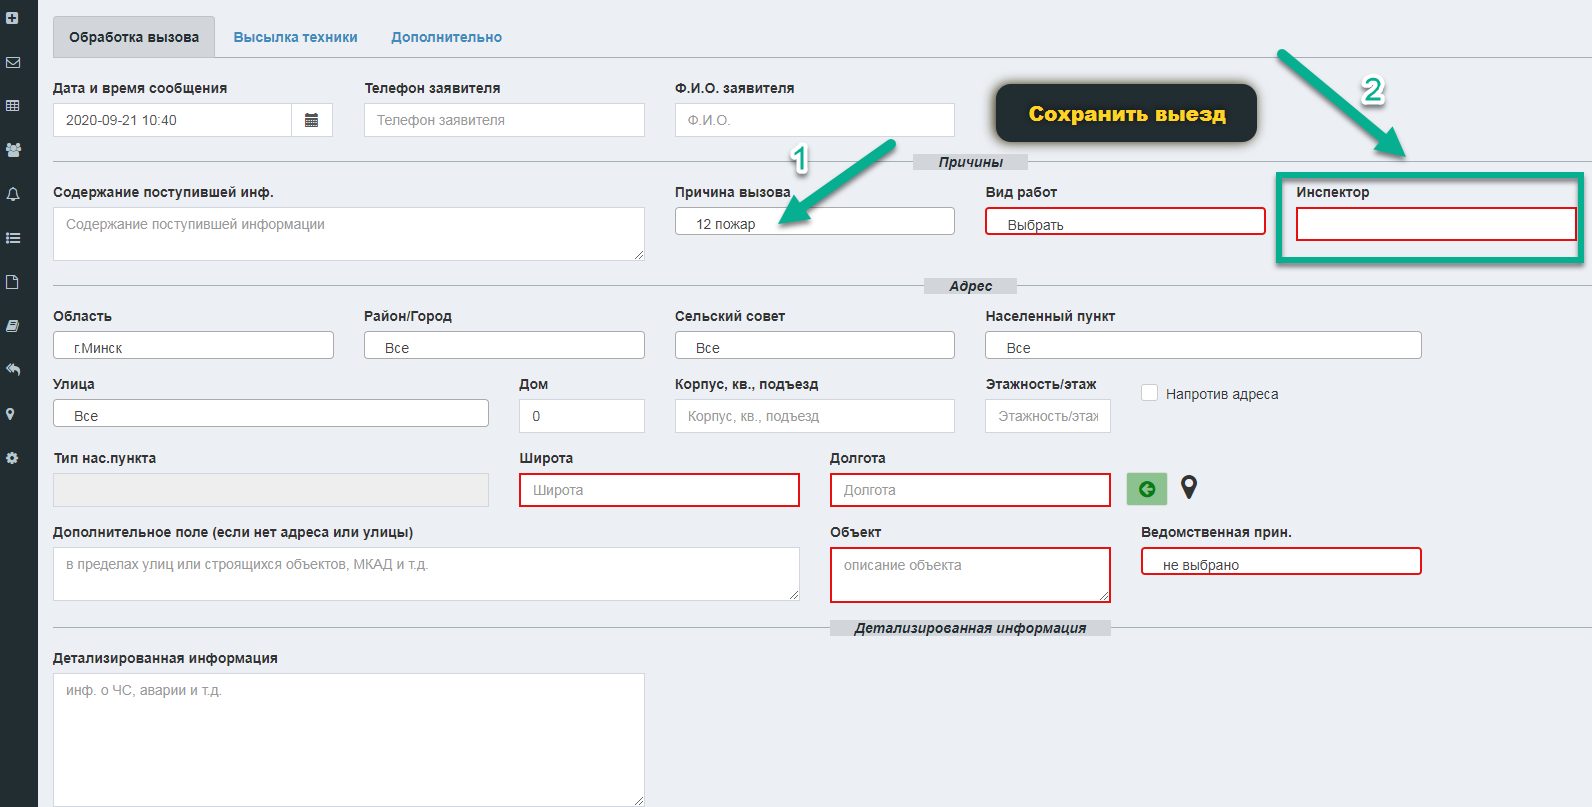 Обработка вызова Высылка техники Дополнительно
Дата и время сообщения Телефон заявителя Ф.И.О. заявителя
2020-09-21 10:40 Телефон заявителя Ф.И.О. Сохранить выезд 2
1 Причины
Содержание поступившей инф. Причина вызова Вид работ Инспектор
Содержание поступившей информации 12 пожар Выбрать
Адрес
Область Район/Город Сельский совет Населенный пункт
г.Минск Все Все Все
Улица Дом Корпус, кв., подъезд Этажность/этаж
Все 0 Корпус, кв., подъезд Этажность/этаж Напротив адреса
Тип нас.пункта Широта Долгота
Широта Долгота
Дополнительное поле (если нет адреса или улицы) Объект Ведомственная прин.
в пределах улиц или строящихся объектов, МКАД и т.д. описание объекта не выбрано
Детализированная информация
Детализированная информация
инф. о ЧС, аварии и т.д.